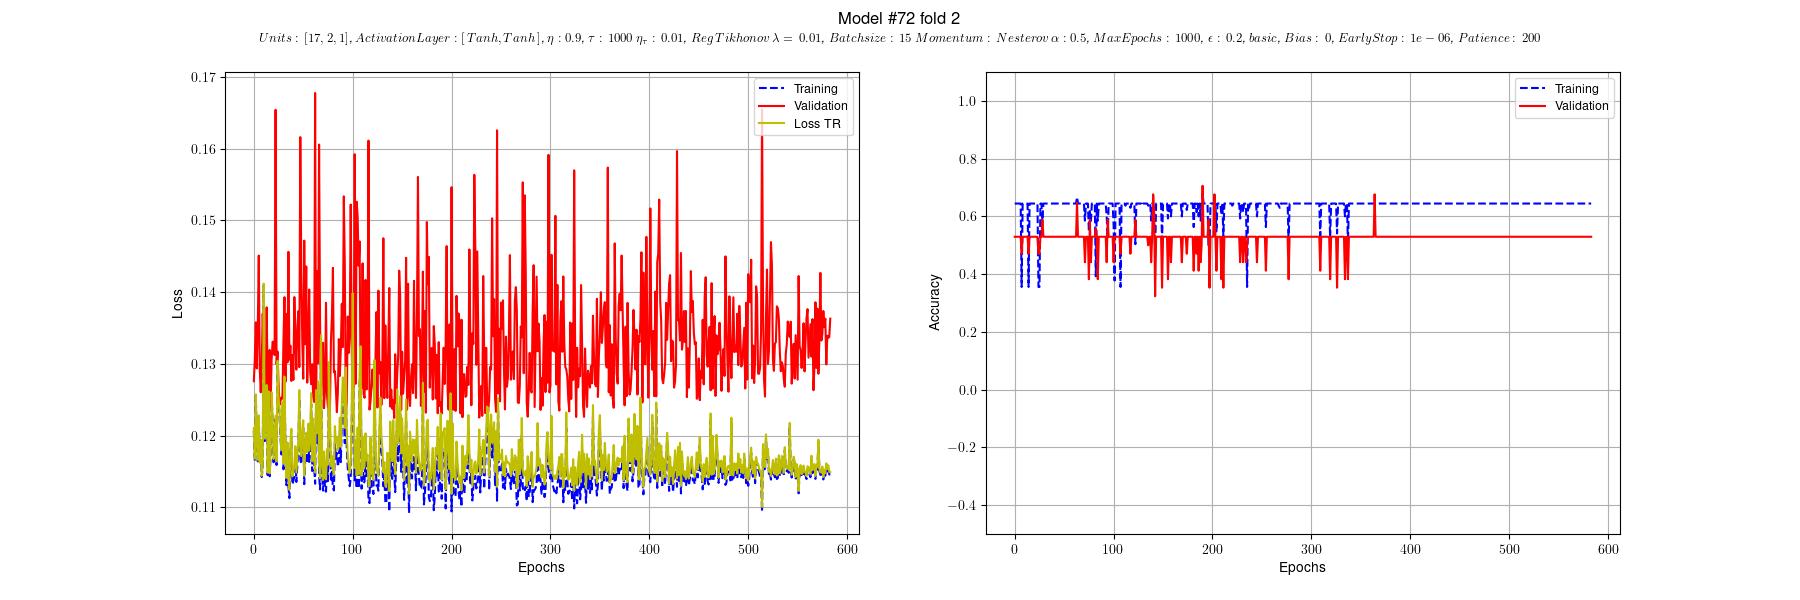 Model #72 fold 2
Units : [17, 2, 1], ActivationLayer : [Tanh, Tanh], η : 0.9, τ : 1000 η_τ : 0.01, RegTikhonov λ = 0.01, Batchsize : 15 Momentum : Nesterov α : 0.5, MaxEpochs : 1000, ϵ : 0.2, basic, Bias : 0, EarlyStop : 1e − 06, Patience : 200
0.17
0.16
0.15
0.14
0.13
0.12
0.11
Loss
Training
Validation
Loss TR
0 100 200 300 400 500 600
Epochs
1.0
0.8
0.6
0.4
0.2
0.0
−0.2
−0.4
Accuracy
Training
Validation
0 100 200 300 400 500 600
Epochs